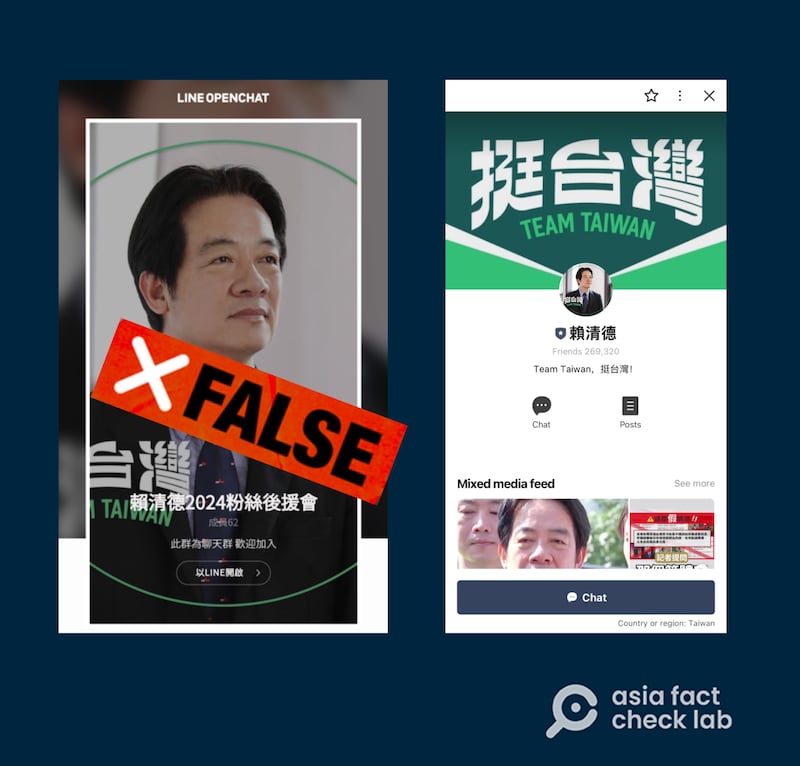 LINE OPENCHAT
FALSE
台灣
TEAM TAIWAN
賴清德2024粉絲後援會
成員62
此群為聊天群 歡迎加入
以LINE開啟
挺台灣
TEAM TAIWAN
賴清德
Friends 269,320
Team Taiwan，挺台灣！
Chat
Posts
Mixed media feed
See more
記者提問
Chat
Country or region: Taiwan
asia fact
check lab